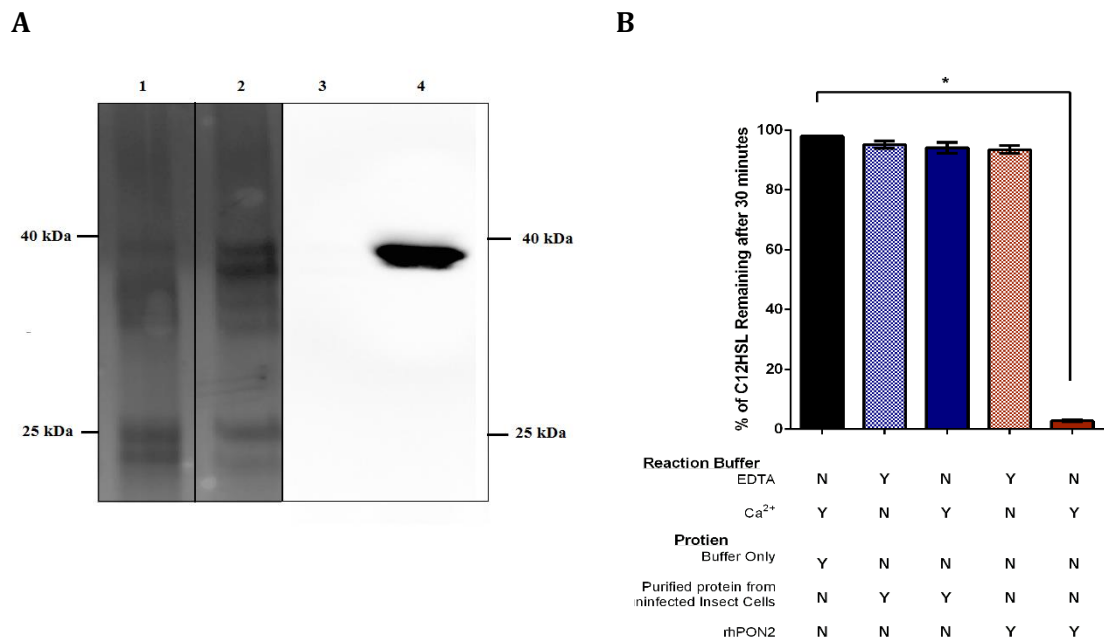 A
B
1 2 3 4
40 kDa
40 kDa
25 kDa
25 kDa
*
% of C12HSL Remaining after 30 minutes
100
80
60
40
20
0
Reaction Buffer
EDTA N Y N Y N
Ca²⁺ Y N Y N Y
Protien
Buffer Only Y N N N N
Purified protein from
ninfected Insect Cells N Y Y N N
rhPON2 N N N Y Y